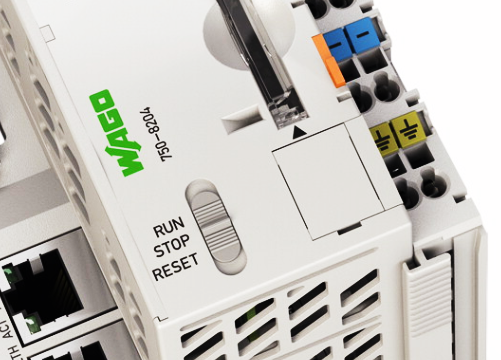 WAGO
750-8204
RUN
STOP
RESET